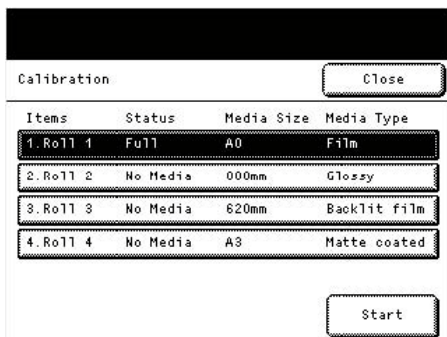 Calibration Close
Items Status Media Size Media Type
1.Roll 1 Full A0 Film
2.Roll 2 No Media 000mm Glossy
3.Roll 3 No Media 620mm Backlit film
4.Roll 4 No Media A3 Matte coated
Start